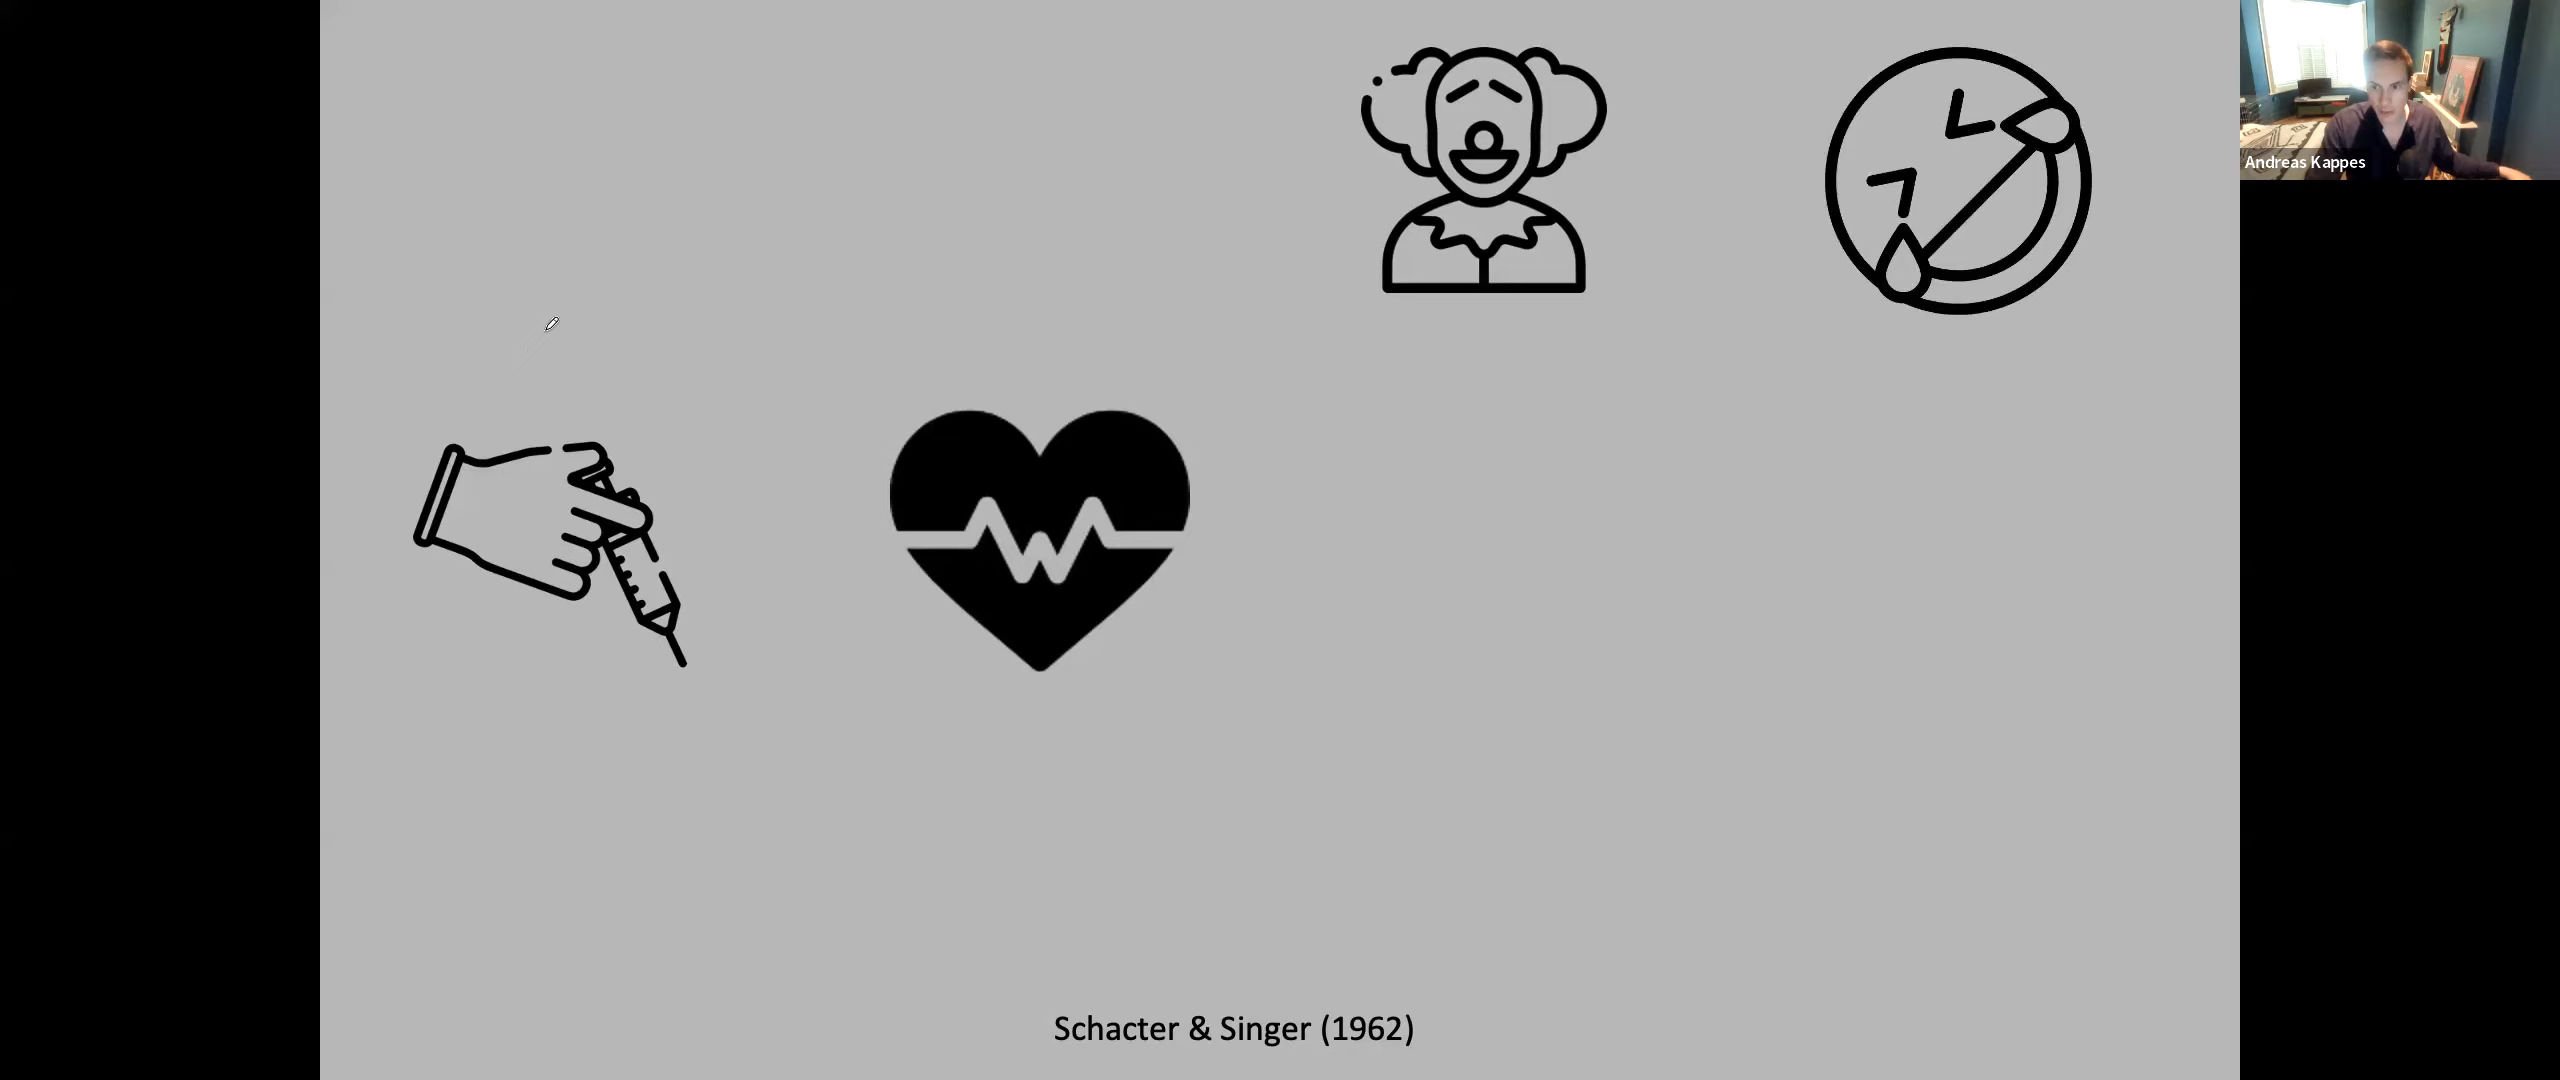 Andreas Kappes
Schacter & Singer (1962)